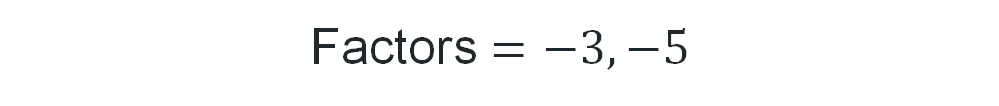 Factors = −3, −5